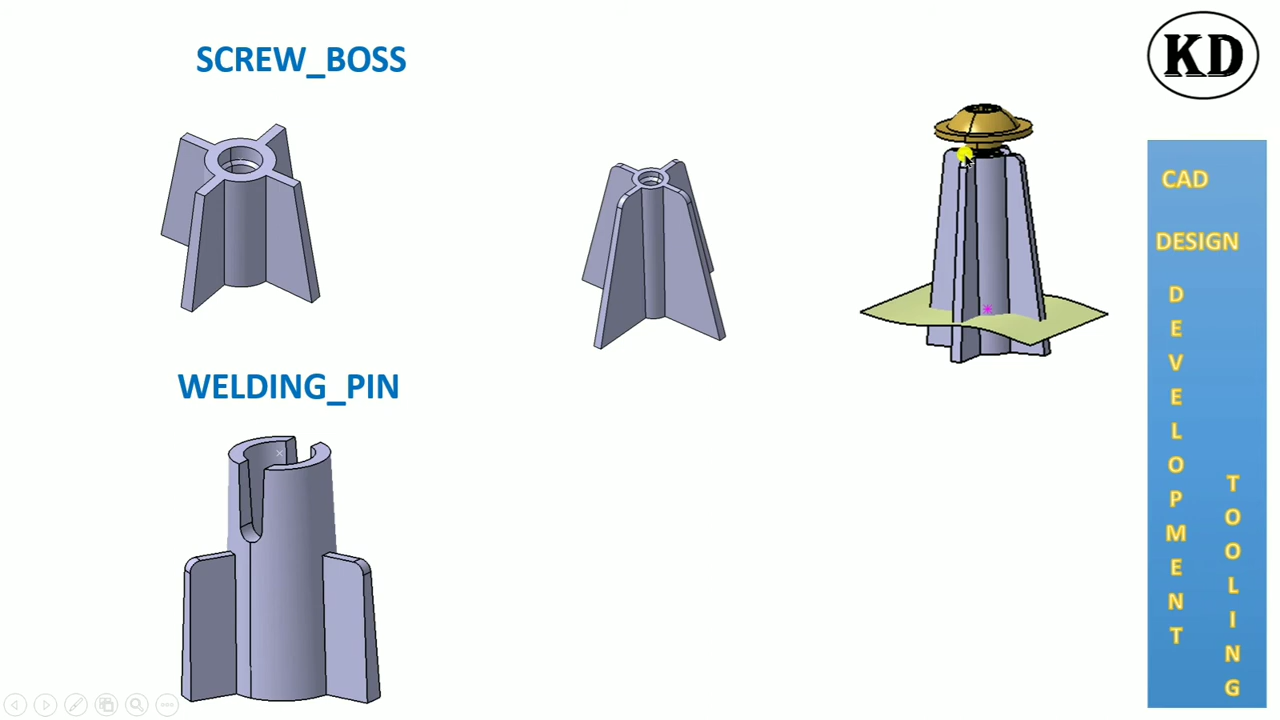 SCREW_BOSS
KD
CAD
DESIGN
DEVELOPMENT
TOOLING
WELDING_PIN